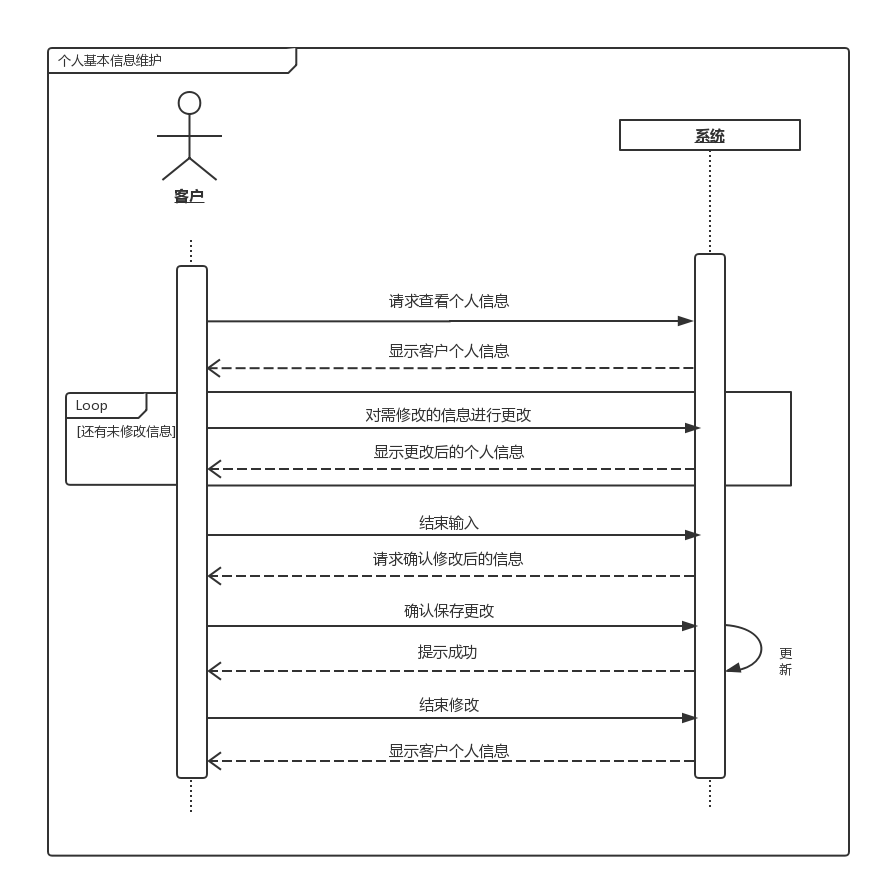 个人基本信息维护
系统
客户
请求查看个人信息
显示客户个人信息
Loop
[还有未修改信息]
对需修改的信息进行更改
显示更改后的个人信息
结束输入
请求确认修改后的信息
确认保存更改
更
新
提示成功
结束修改
显示客户个人信息